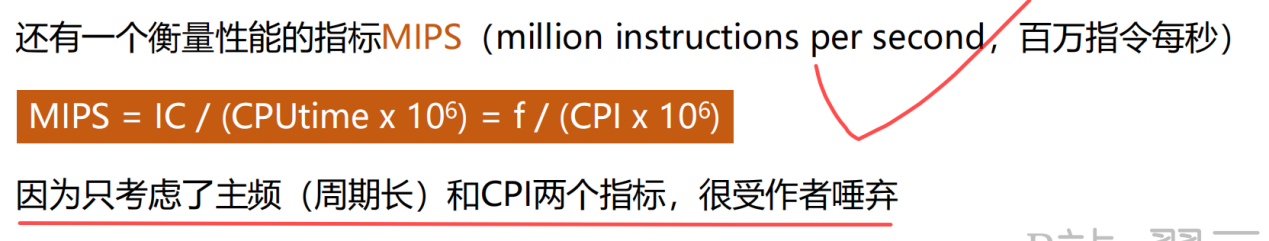 还有一个衡量性能的指标MIPS（million instructions per second，百万指令每秒）
MIPS = IC / (CPUtime x 10⁶) = f / (CPI x 10⁶)
因为只考虑了主频（周期长）和CPI两个指标，很受作者唾弃